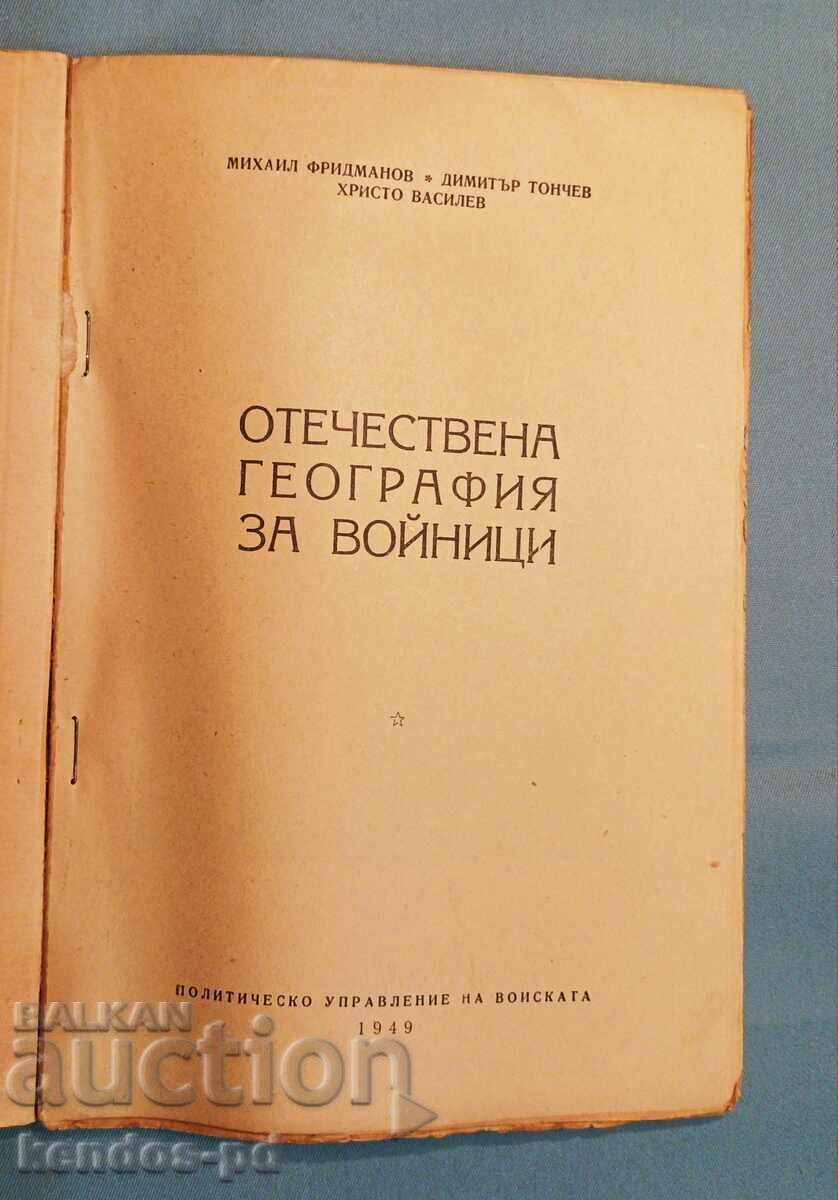 МИХАИЛ ФРИДМАНОВ * ДИМИТЪР ТОНЧЕВ
ХРИСТО ВАСИЛЕВ
ОТЕЧЕСТВЕНА
ГЕОГРАФИЯ
ЗА ВОЙНИЦИ
ПОЛИТИЧЕСКО УПРАВЛЕНИЕ НА ВОЙСКАТА
1949
BALKAN
auction
kendos-pd